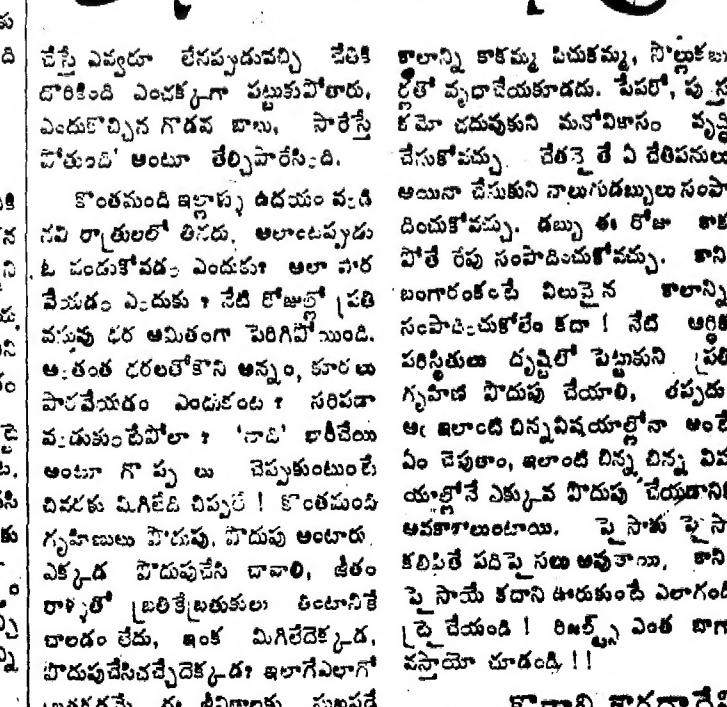 చేస్తే ఎవ్వరూ లేనప్పుడువచ్చి చేతికి
దొరికింది ఎంచక్కగా పట్టుకుపోతారు,
ఎందుకొచ్చిన గొడవ బాబు, సారేస్తే
పోతుంది' అంటూ తేల్చిపారేసింది.
కొంతమంది ఇల్లాళ్ళు ఉదయం వండి
నవి రాత్రులలో తినరు. అలాంటప్పుడు
ఓ వండుకోవడం ఎందుకు? అలా పార
వేయడం ఎందుకు ? నేటి రోజుల్లో ప్రతి
వస్తువు ధర అమితంగా పెరిగిపోయింది.
అంతంత ధరలతోకొని అన్నం, కూరలు
పారవేయడం ఎండుకంట ? సరిపడా
వండుకుంటేపోలా ? 'నాడి' ఖాళీచేయి
అంటూ గొప్పలు చెప్పుకుంటుంటే
చివరకు మిగిలేది చిప్పలే ! కొంతమంది
గృహిణులు పొదుపు, పొదుపు అంటారు
ఎక్కడ పొదుపుచేసి చావాలి, జీతం
రాళ్ళతో బ్రతికేబ్రతుకులు తింటానికే
చాలడం లేదు, ఇంక మిగిలేదెక్కడ,
పొదుపుచేసిచచ్చేదెక్కడ? ఇలాగేఎలాగో
కాలాన్ని కాకమ్మ పిచుకమ్మ, సొల్లుకబు
ర్లతో వృధాచేయకూడదు. పేపరో, పుస్త
కమో చదువుకుని మనోవికాసం వృద్ధి
చేసుకోవచ్చు. చేతనైతే ఏ చేతిపనులు
అయినా చేసుకుని నాలుగుడబ్బులు సంపా
దించుకోవచ్చు. డబ్బు ఈ రోజు కాక
పోతే రేపు సంపాదించుకోవచ్చు. కాని
బంగారంకంటే విలువైన కాలాన్ని
సంపాదించుకోలేం కదా ! నేటి ఆర్థిక
పరిస్థితులు దృష్టిలో పెట్టుకుని ప్రతి
గృహిణి పొదుపు చేయాలి, తప్పదు
ఆఁ ఇలాంటి చిన్నవిషయాల్లోనా అంటే
ఏం చెపుతాం, ఇలాంటి చిన్న చిన్న విష
యాల్లోనే ఎక్కువ పొదుపు చేయడానికి
అవకాశాలుంటాయి. పైసాకు పైసా
కలిపితే పదిపైసలు అవుతాయి, కాని
పైసాయే కదాని ఊరుకుంటే ఎలాగండి
ట్రై చేయండి ! రిజల్ట్స్ ఎంత బాగా
వస్తాయో చూడండి !!